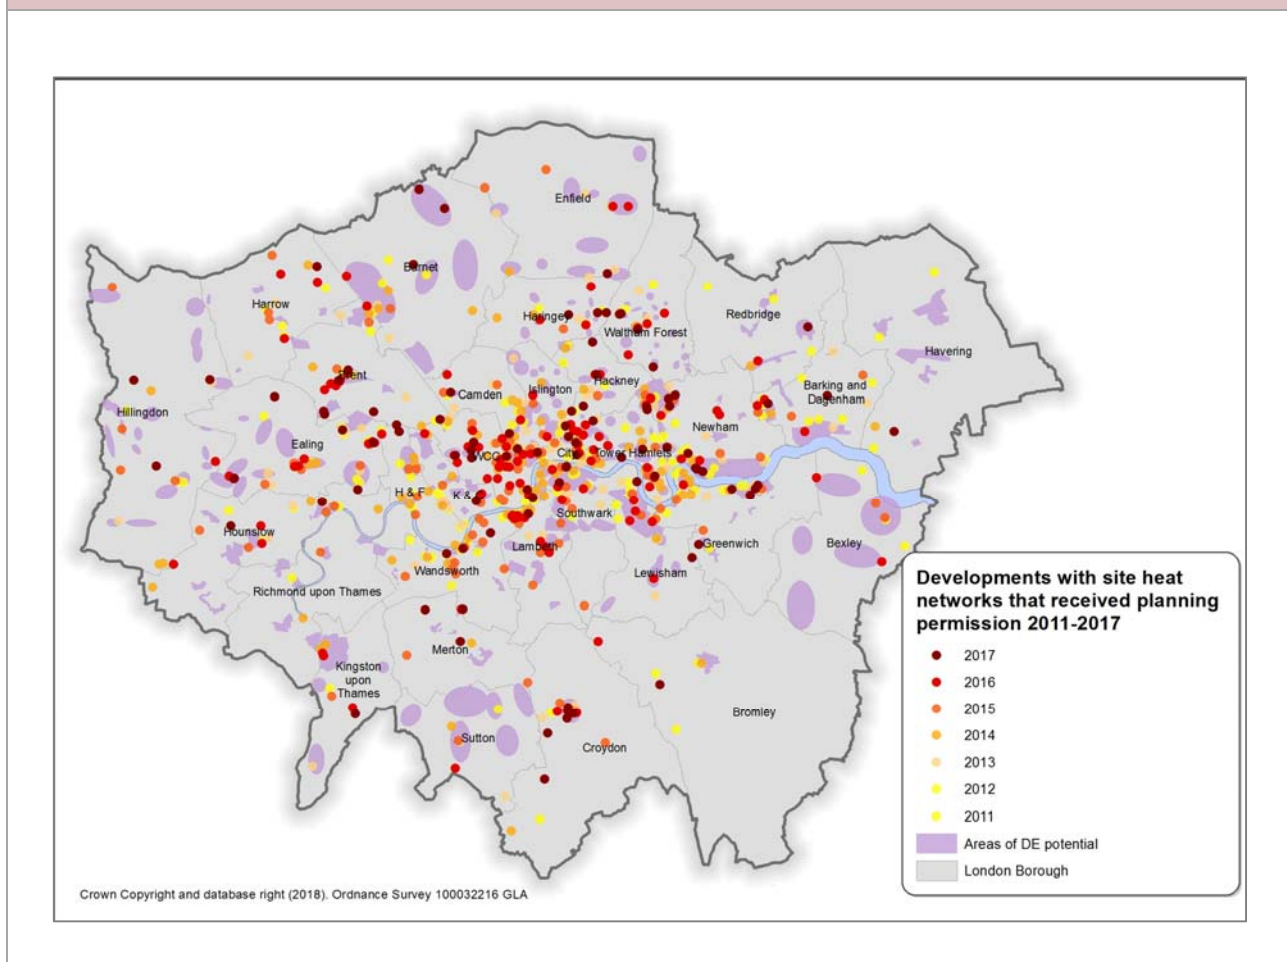 Enfield
Barnet
Harrow
Haringey
Redbridge
Waltham Forest
Havering
Brent
Hackney
Islington
Camden
Barking and
Dagenham
Hillingdon
Newham
Ealing
WCC
City
Tower Hamlets
H & F
K &
Southwark
Hounslow
Lambeth
Greenwich
Bexley
Wandsworth
Lewisham
Richmond upon Thames
Merton
Kingston
upon
Thames
Bromley
Sutton
Croydon
Developments with site heat
networks that received planning
permission 2011-2017
2017
2016
2015
2014
2013
2012
2011
Areas of DE potential
London Borough
Crown Copyright and database right (2018). Ordnance Survey 100032216 GLA